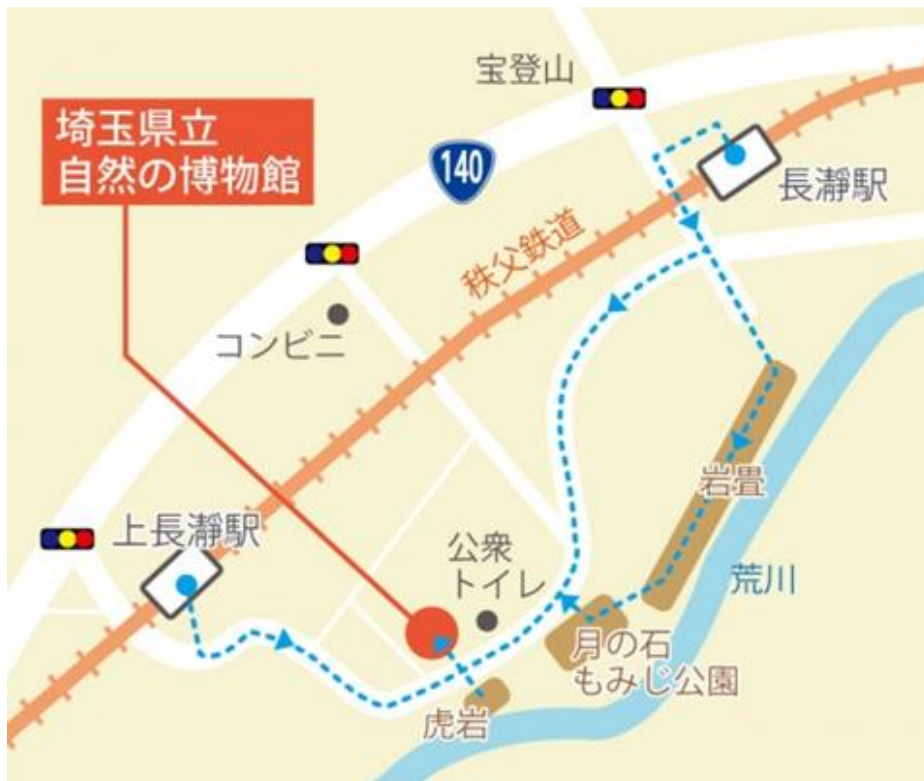 宝登山
埼玉県立
自然の博物館
140
長瀞駅
秩父鉄道
コンビニ
岩畳
上長瀞駅
公衆
トイレ
荒川
月の石
もみじ公園
虎岩